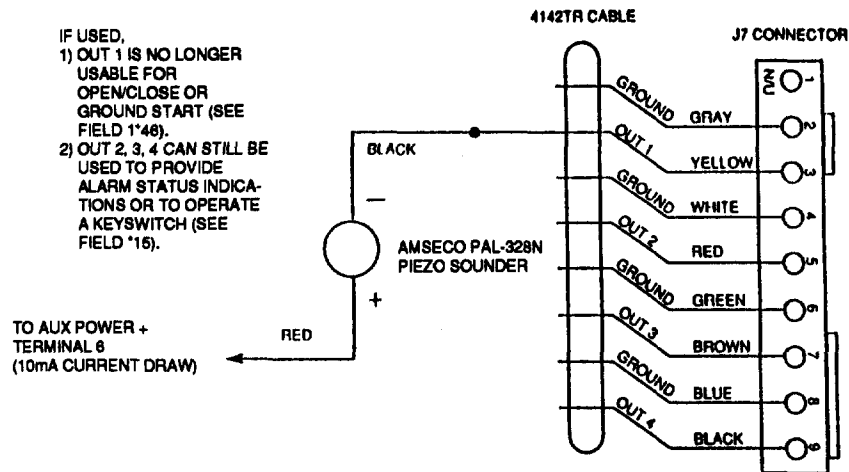 4142TR CABLE
J7 CONNECTOR
IF USED,
1) OUT 1 IS NO LONGER
USABLE FOR
OPEN/CLOSE OR
GROUND START (SEE
FIELD 1*46).
2) OUT 2, 3, 4 CAN STILL BE
USED TO PROVIDE
ALARM STATUS INDICA-
TIONS OR TO OPERATE
A KEYSWITCH (SEE
FIELD *15).
BLACK
−
AMSECO PAL-328N
PIEZO SOUNDER
+
RED
TO AUX POWER +
TERMINAL 6
(10mA CURRENT DRAW)
N/U 1
GROUND GRAY 2
OUT 1 YELLOW 3
GROUND WHITE 4
OUT 2 RED 5
GROUND GREEN 6
OUT 3 BROWN 7
GROUND BLUE 8
OUT 4 BLACK 9